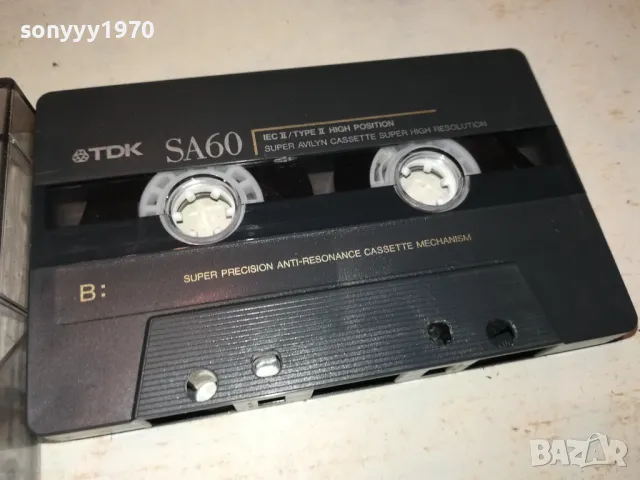 sonyyy1970
TDK SA60
IEC II/TYPE II HIGH POSITION
SUPER AVILYN CASSETTE SUPER HIGH RESOLUTION
SUPER PRECISION ANTI-RESONANCE CASSETTE MECHANISM
B:
BAZAR